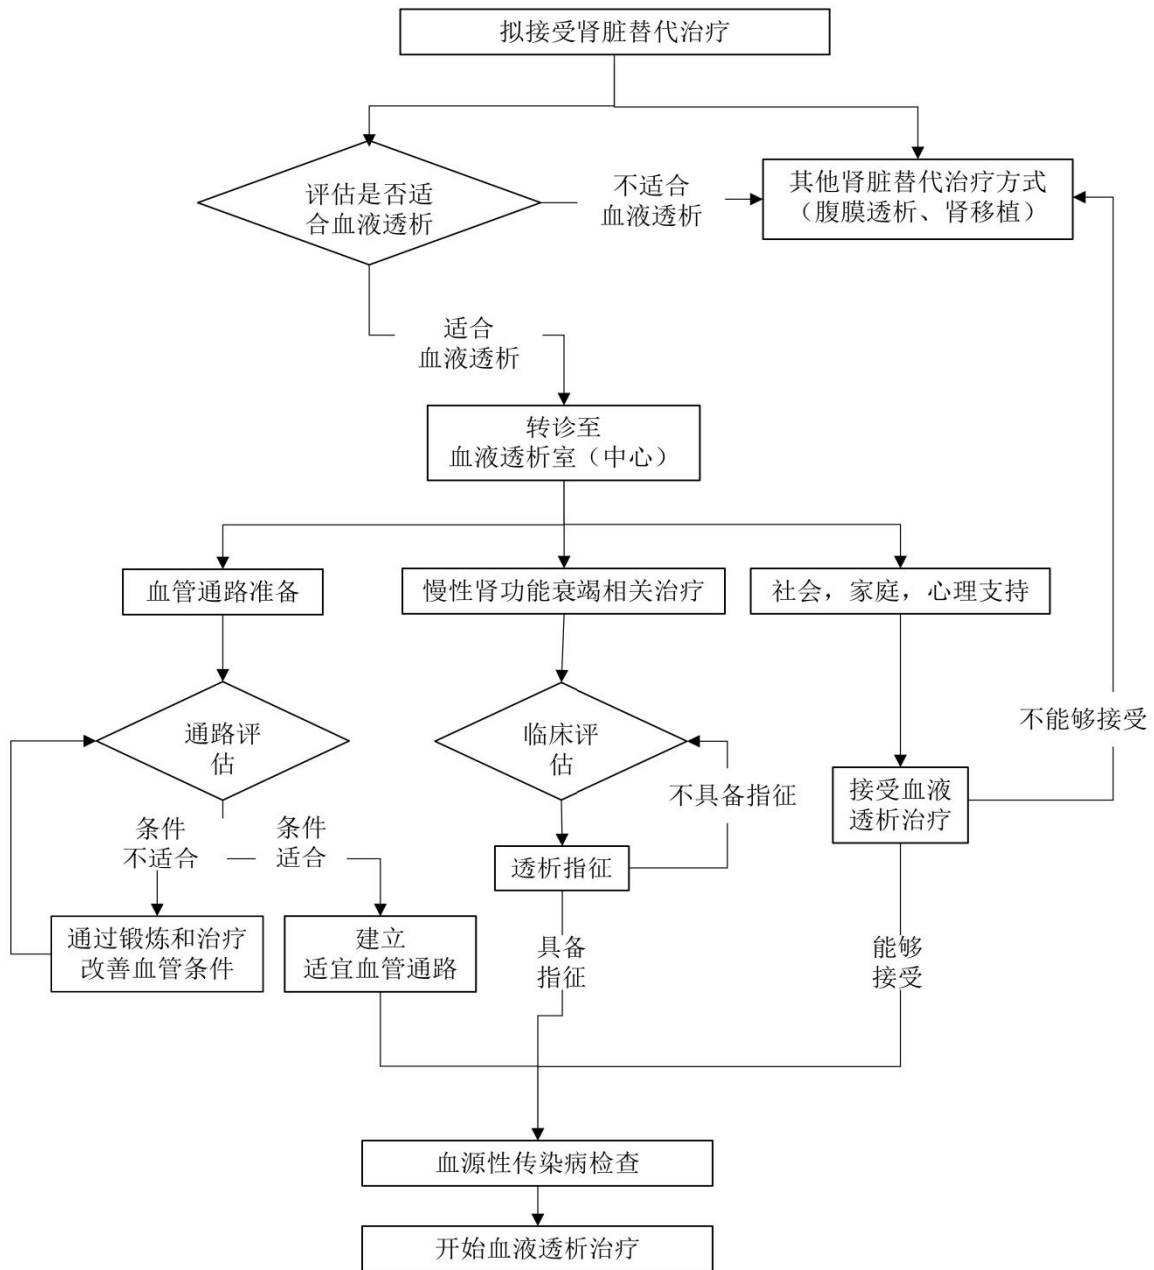 拟接受肾脏替代治疗
评估是否适
合血液透析
不适合
血液透析
其他肾脏替代治疗方式
（腹膜透析、肾移植）
适合
血液透析
转诊至
血液透析室（中心）
血管通路准备
慢性肾功能衰竭相关治疗
社会，家庭，心理支持
通路评
估
临床评
估
不能够接受
不具备指征
接受血液
透析治疗
条件
不适合
条件
适合
透析指征
通过锻炼和治疗
改善血管条件
建立
适宜血管通路
具备
指征
能够
接受
血源性传染病检查
开始血液透析治疗